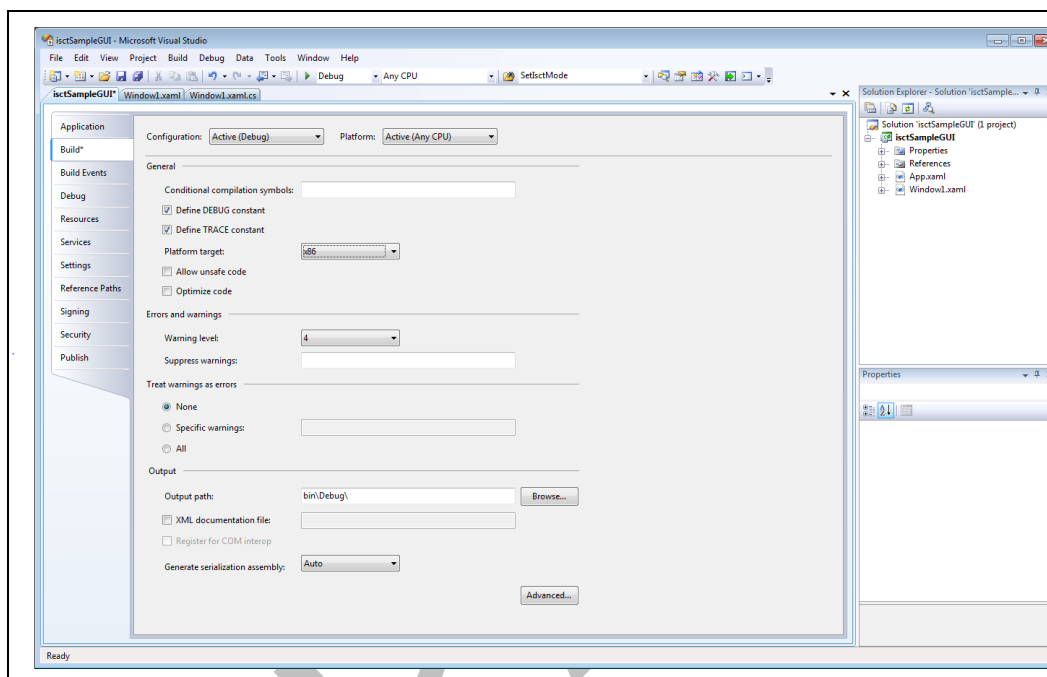 isctSampleGUI - Microsoft Visual Studio
File Edit View Project Build Debug Data Tools Window Help
Debug Any CPU SetIsctMode
isctSampleGUI* Window1.xaml Window1.xaml.cs
Solution Explorer - Solution 'isctSample...
Solution 'isctSampleGUI' (1 project)
isctSampleGUI
Properties
References
App.xaml
Window1.xaml
Application
Build*
Build Events
Debug
Resources
Services
Settings
Reference Paths
Signing
Security
Publish
Configuration: Active (Debug) Platform: Active (Any CPU)
General
Conditional compilation symbols:
Define DEBUG constant
Define TRACE constant
Platform target: x86
Allow unsafe code
Optimize code
Errors and warnings
Warning level: 4
Suppress warnings:
Treat warnings as errors
None
Specific warnings:
All
Output
Output path: bin\Debug\ Browse...
XML documentation file:
Register for COM interop
Generate serialization assembly: Auto
Advanced...
Properties
Ready